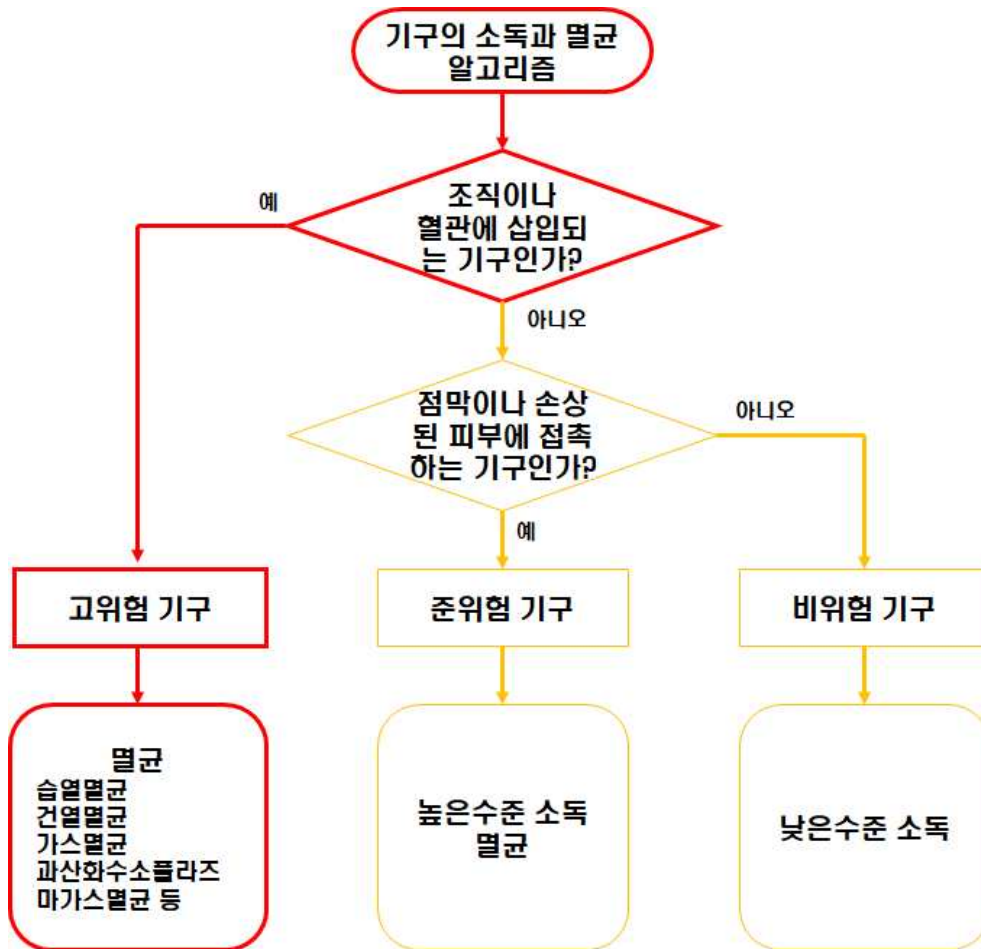 기구의 소독과 멸균
알고리즘
예
조직이나
혈관에 삽입되
는 기구인가?
아니오
점막이나 손상
된 피부에 접촉
하는 기구인가?
아니오
예
고위험 기구
준위험 기구
비위험 기구
멸균
습열멸균
건열멸균
가스멸균
과산화수소플라즈
마가스멸균 등
높은수준 소독
멸균
낮은수준 소독